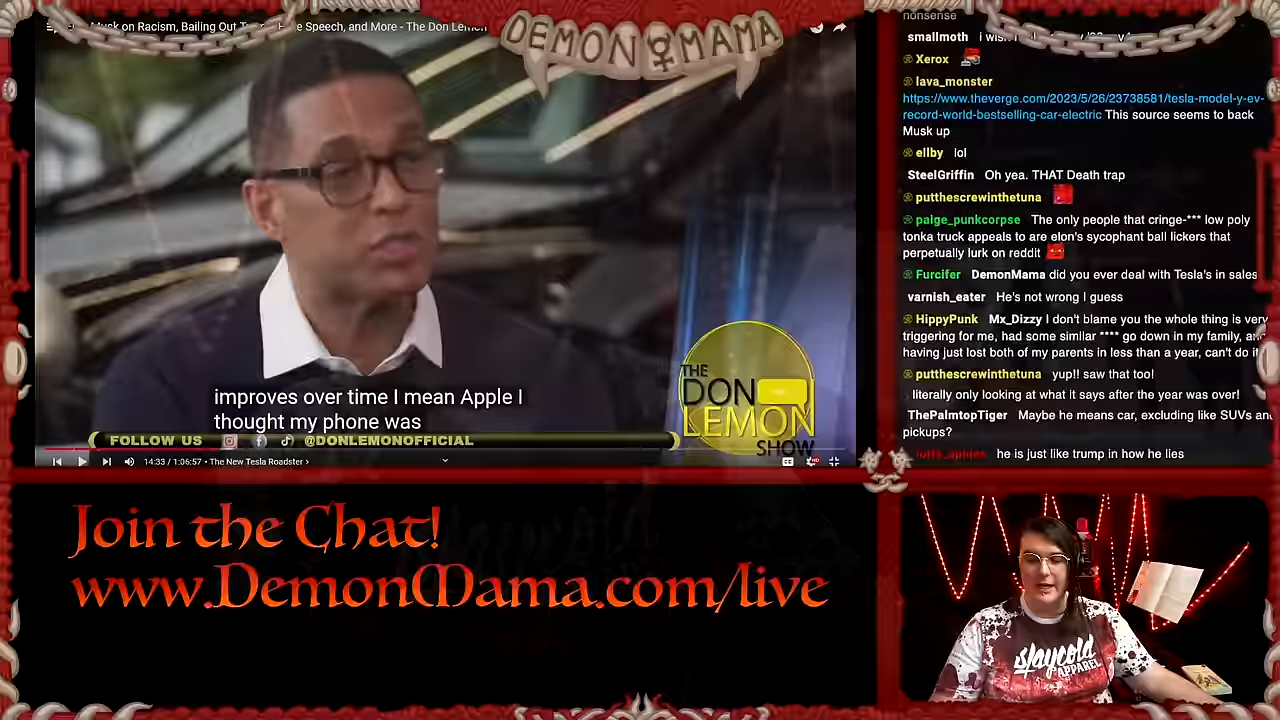 Musk on Racism, Bailing Out Speech, and More - The Don Lemon
DEMON MAMA
improves over time I mean Apple I
thought my phone was
THE
DON
LEMON
SHOW
FOLLOW US @DONLEMONOFFICIAL
14:33 / 1:06:57 • The New Tesla Roadster ›
nonsense
smallmoth i
Xerox
lava_monster
https://www.theverge.com/2023/5/26/23738581/tesla-model-y-ev-
record-world-bestselling-car-electric This source seems to back
Musk up
ellby lol
SteelGriffin Oh yea. THAT Death trap
putthescrewinthetuna
paige_punkcorpse The only people that cringe-*** low poly
tonka truck appeals to are elon's sycophant ball lickers that
perpetually lurk on reddit
Furcifer DemonMama did you ever deal with Tesla's in sales
varnish_eater He's not wrong I guess
HippyPunk Mx_Dizzy I don't blame you the whole thing is very
triggering for me, had some similar **** go down in my family, and
having just lost both of my parents in less than a year, can't do it
putthescrewinthetuna yup!! saw that too!
literally only looking at what it says after the year was over!
ThePalmtopTiger Maybe he means car, excluding like SUVs and
pickups?
he is just like trump in how he lies
Join the Chat!
www.DemonMama.com/live
staycold
APPAREL